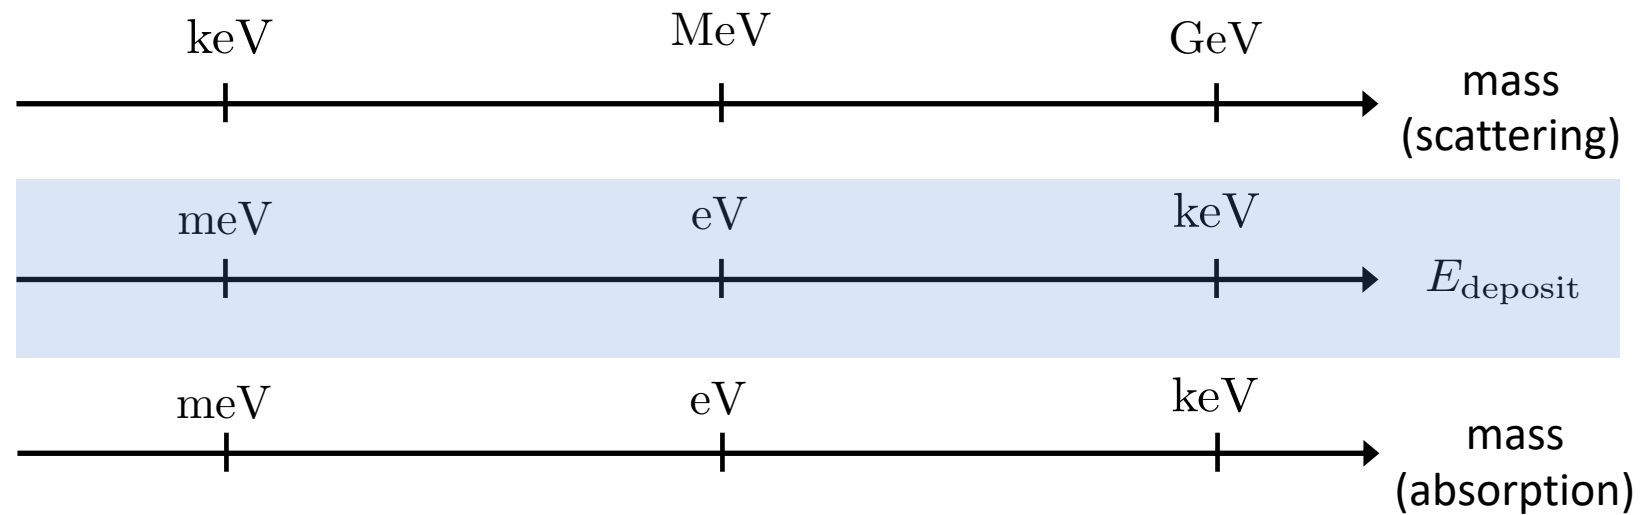 keV MeV GeV
mass
(scattering)
meV eV keV
E_deposit
meV eV keV
mass
(absorption)